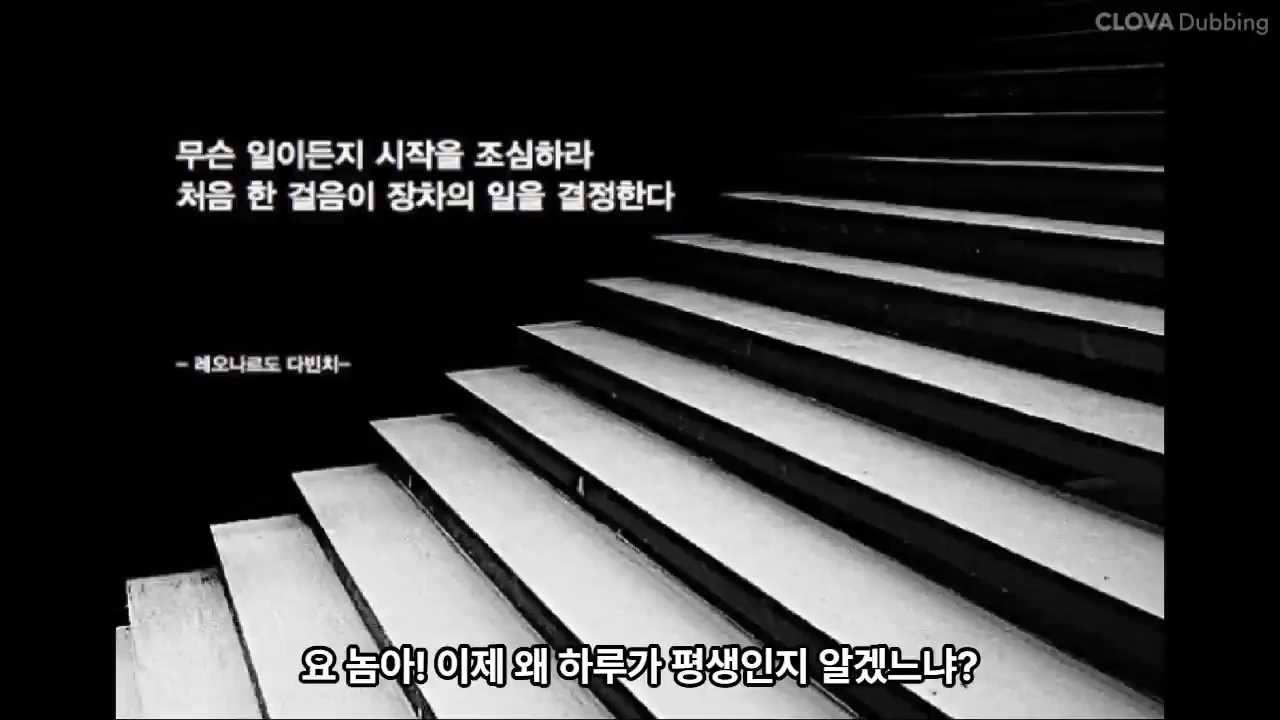 CLOVA Dubbing
무슨 일이든지 시작을 조심하라
처음 한 걸음이 장차의 일을 결정한다
- 레오나르도 다빈치-
요 놈아! 이제 왜 하루가 평생인지 알겠느냐?